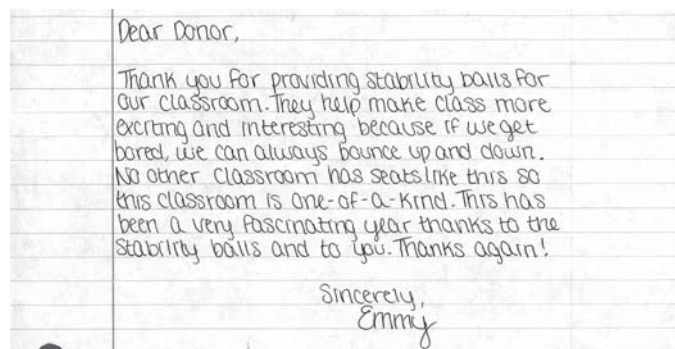 Dear Donor,
Thank you for providing stability balls for
our classroom. They help make class more
exciting and interesting because if we get
bored, we can always bounce up and down.
No other classroom has seats like this so
this classroom is one-of-a-kind. This has
been a very fascinating year thanks to the
stability balls and to you. Thanks again!
Sincerely,
Emmy